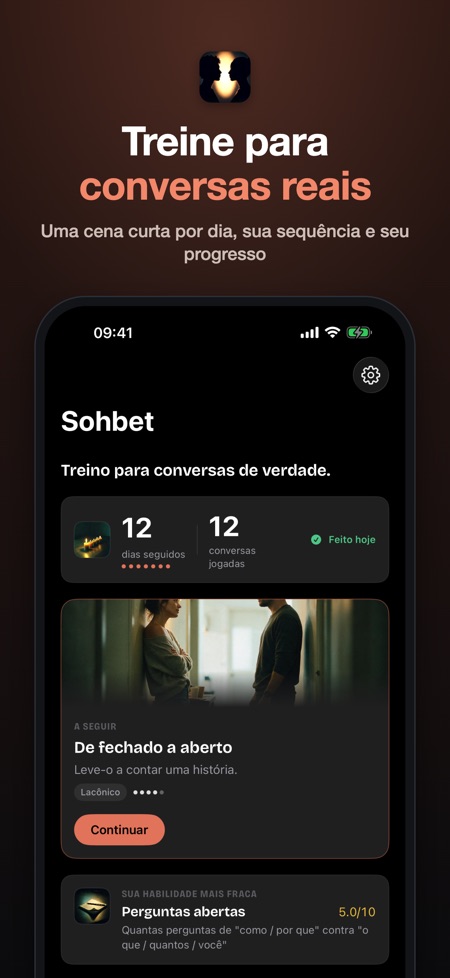 Treine para
conversas reais
Uma cena curta por dia, sua sequência e seu
progresso
09:41
Sohbet
Treino para conversas de verdade.
12
dias seguidos
12
conversas
jogadas
Feito hoje
A SEGUIR
De fechado a aberto
Leve-o a contar uma história.
Lacônico
Continuar
SUA HABILIDADE MAIS FRACA
Perguntas abertas
5.0/10
Quantas perguntas de "como / por que" contra "o
que / quantos / você"